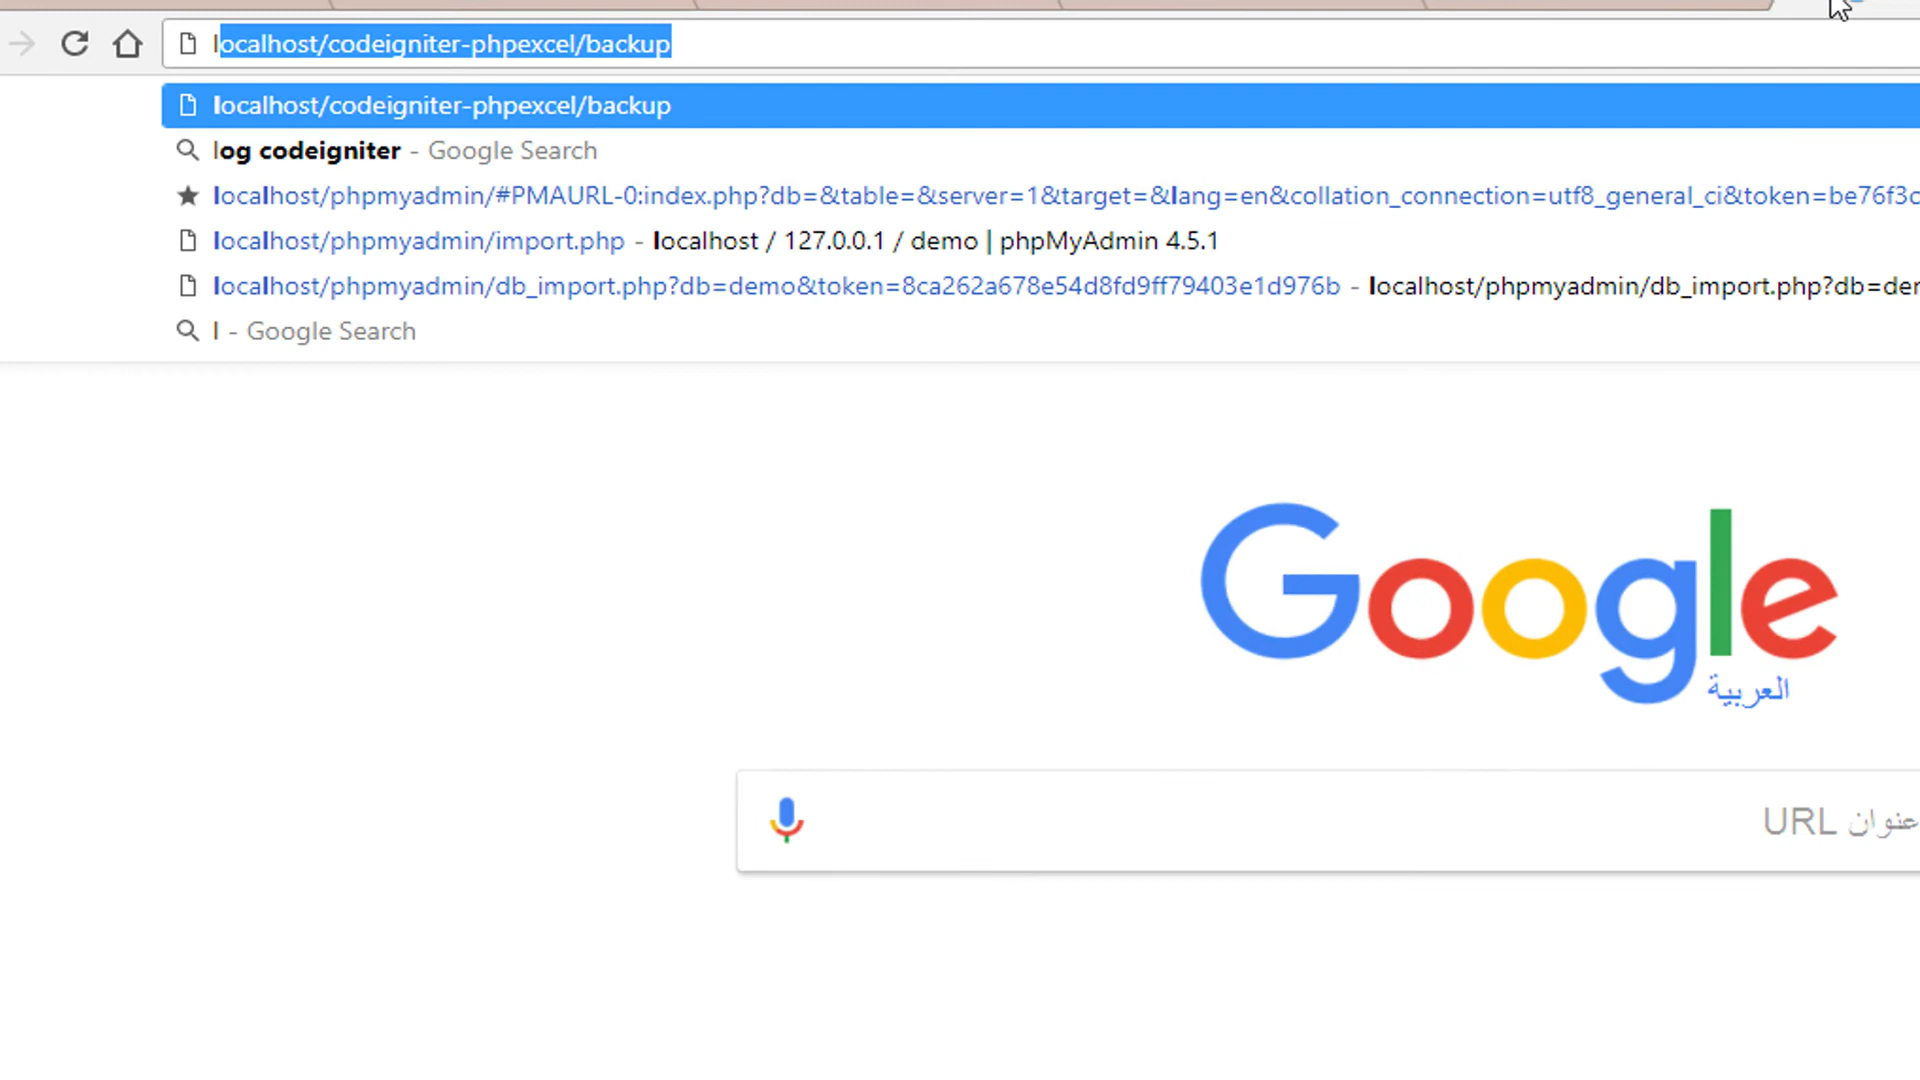 localhost/codeigniter-phpexcel/backup
localhost/codeigniter-phpexcel/backup
log codeigniter - Google Search
localhost/phpmyadmin/#PMAURL-0:index.php?db=&table=&server=1&target=&lang=en&collation_connection=utf8_general_ci&token=be76f3c
localhost/phpmyadmin/import.php - localhost / 127.0.0.1 / demo | phpMyAdmin 4.5.1
localhost/phpmyadmin/db_import.php?db=demo&token=8ca262a678e54d8fd9ff79403e1d976b - localhost/phpmyadmin/db_import.php?db=der
l - Google Search
Google
العربية
عنوان URL